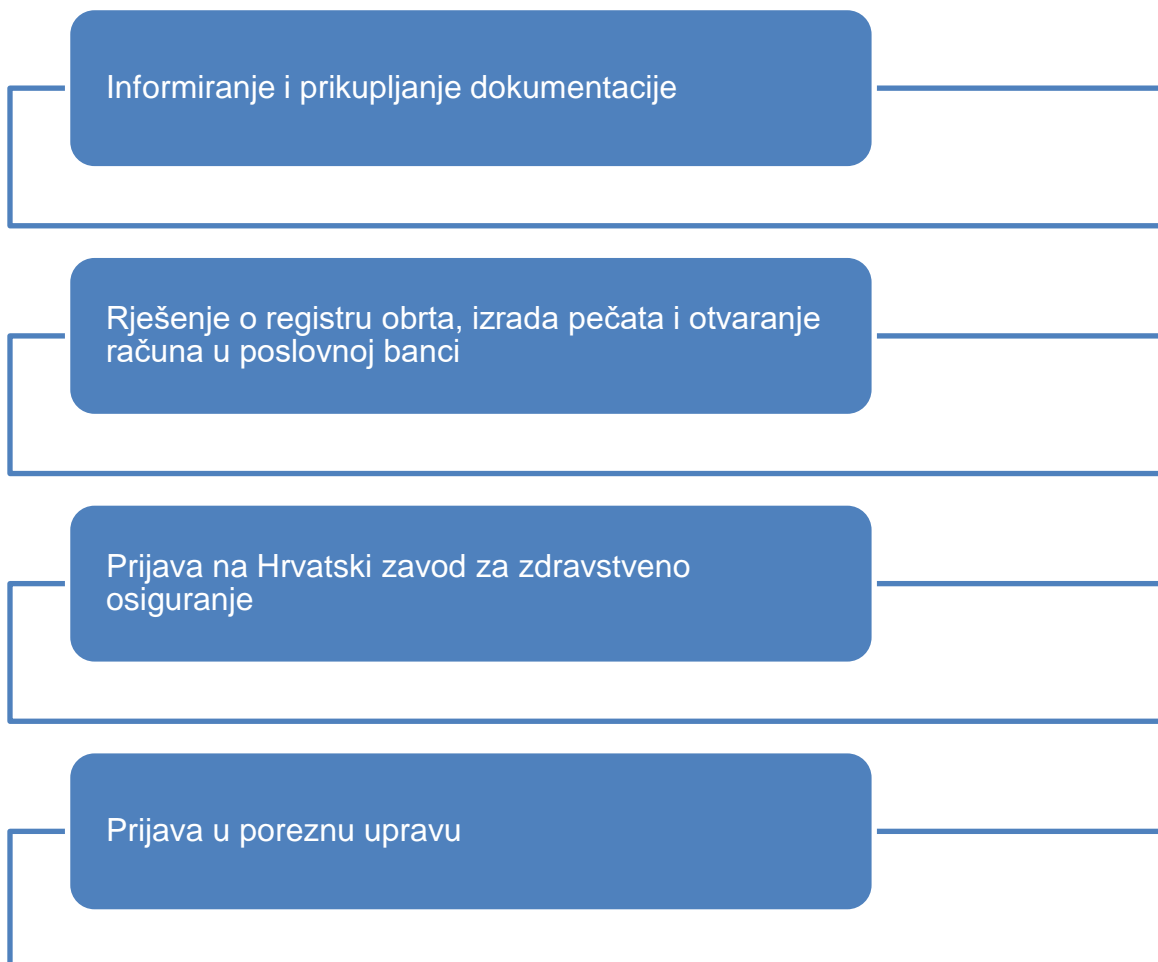 Informiranje i prikupljanje dokumentacije
Rješenje o registru obrta, izrada pečata i otvaranje
računa u poslovnoj banci
Prijava na Hrvatski zavod za zdravstveno
osiguranje
Prijava u poreznu upravu